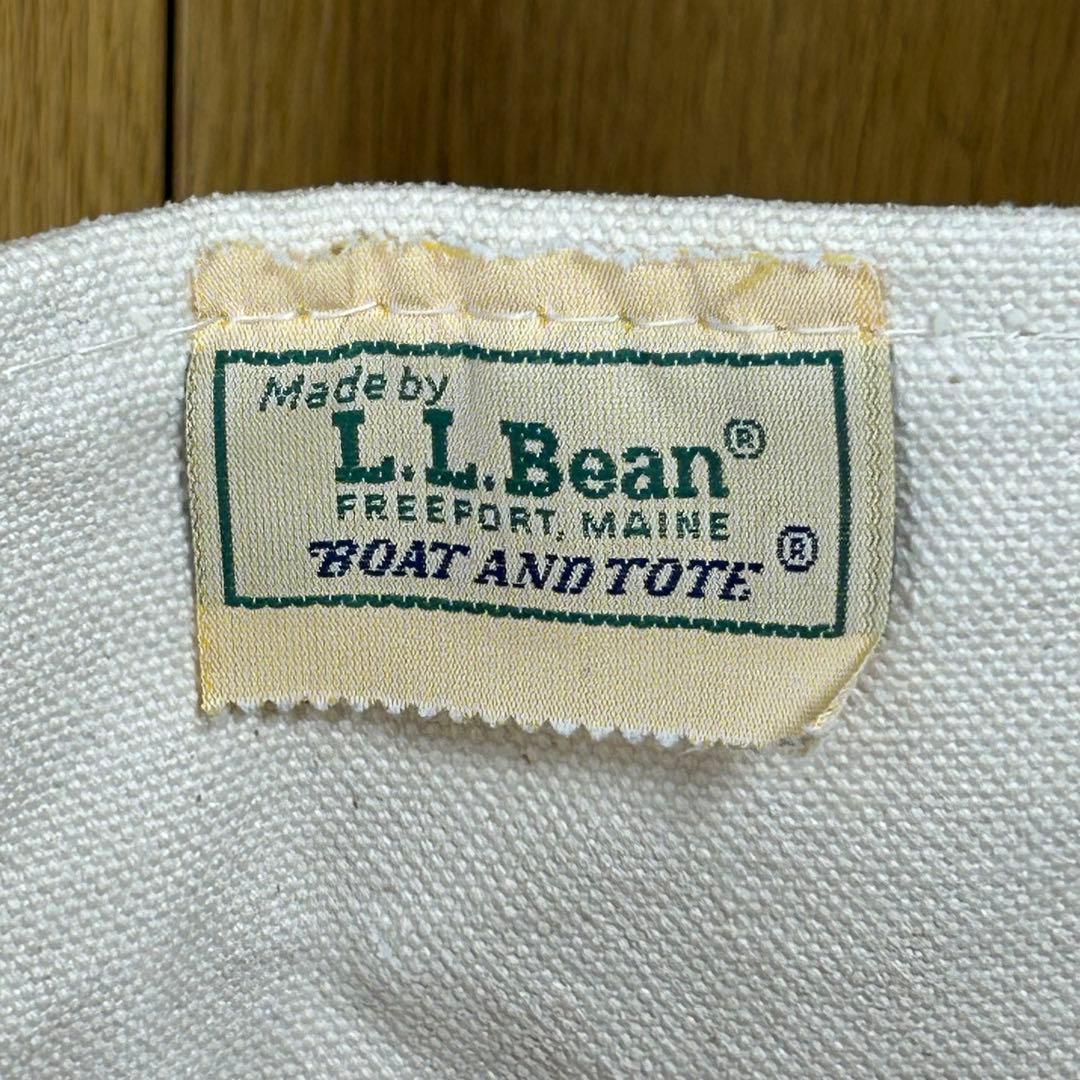 Made by
L.L.Bean®
FREEPORT, MAINE
BOAT AND TOTE ®